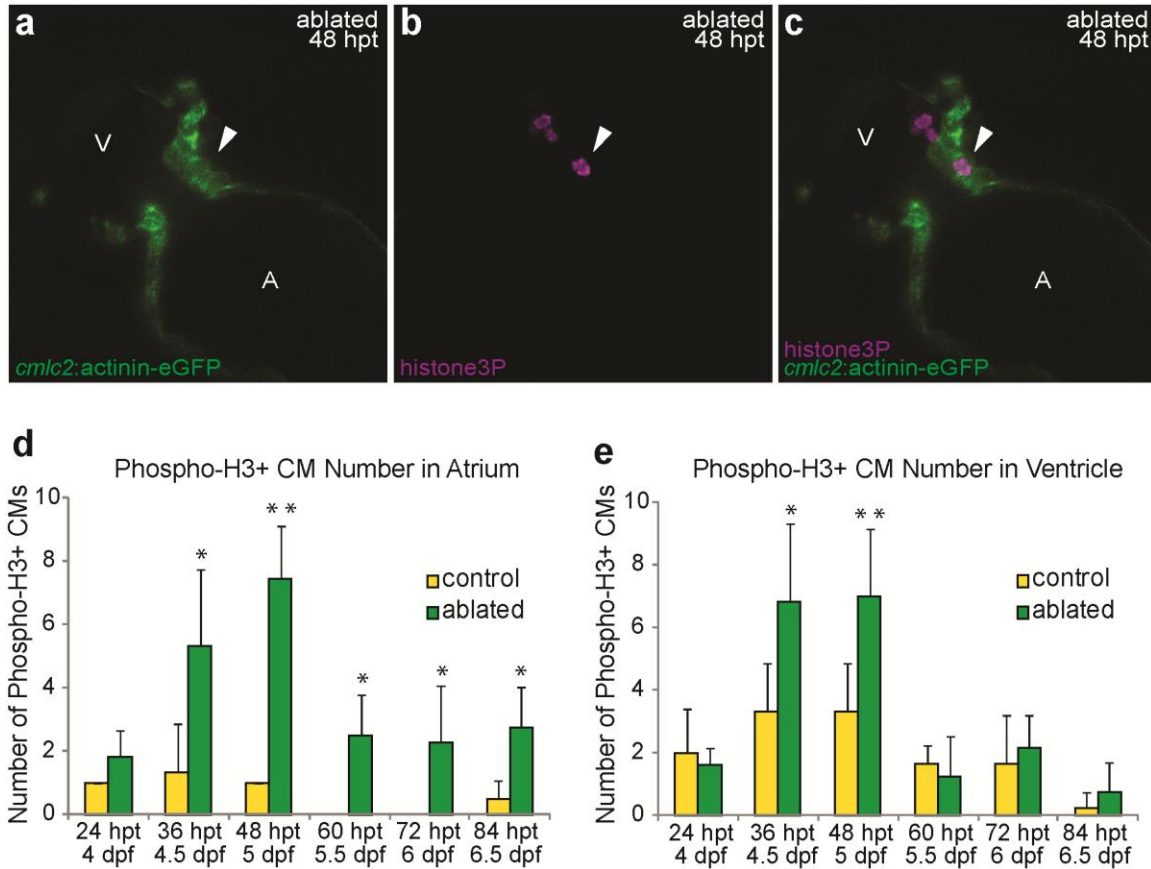 a
ablated
48 hpt
V
A
cmlc2:actinin-eGFP
b
ablated
48 hpt
histone3P
c
ablated
48 hpt
V
A
histone3P
cmlc2:actinin-eGFP
d
Phospho-H3+ CM Number in Atrium
Number of Phospho-H3+ CMs
10
8
6
4
2
0
*
* *
*
*
*
control
ablated
24 hpt 36 hpt 48 hpt 60 hpt 72 hpt 84 hpt
4 dpf 4.5 dpf 5 dpf 5.5 dpf 6 dpf 6.5 dpf
e
Phospho-H3+ CM Number in Ventricle
Number of Phospho-H3+ CMs
10
8
6
4
2
0
*
* *
control
ablated
24 hpt 36 hpt 48 hpt 60 hpt 72 hpt 84 hpt
4 dpf 4.5 dpf 5 dpf 5.5 dpf 6 dpf 6.5 dpf